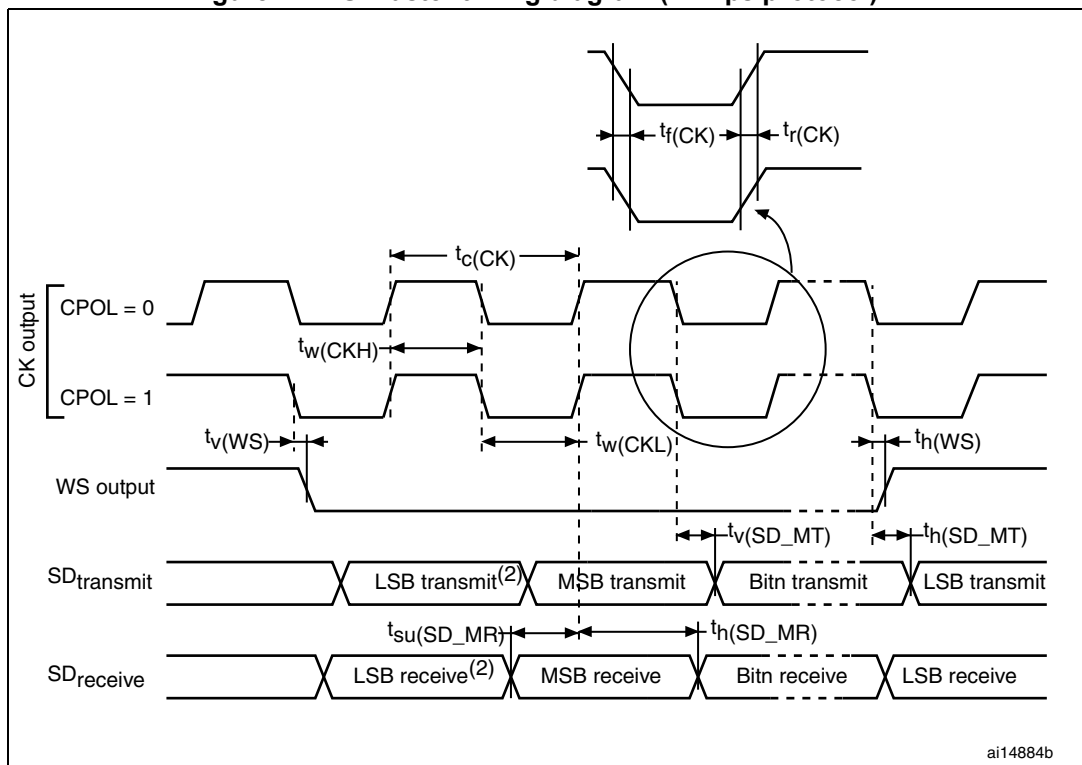 tf(CK)
tr(CK)
tc(CK)
CK output
CPOL = 0
tw(CKH)
CPOL = 1
tv(WS)
tw(CKL)
th(WS)
WS output
tv(SD_MT)
th(SD_MT)
SDtransmit
LSB transmit(2)
MSB transmit
Bitn transmit
LSB transmit
tsu(SD_MR)
th(SD_MR)
SDreceive
LSB receive(2)
MSB receive
Bitn receive
LSB receive
ai14884b